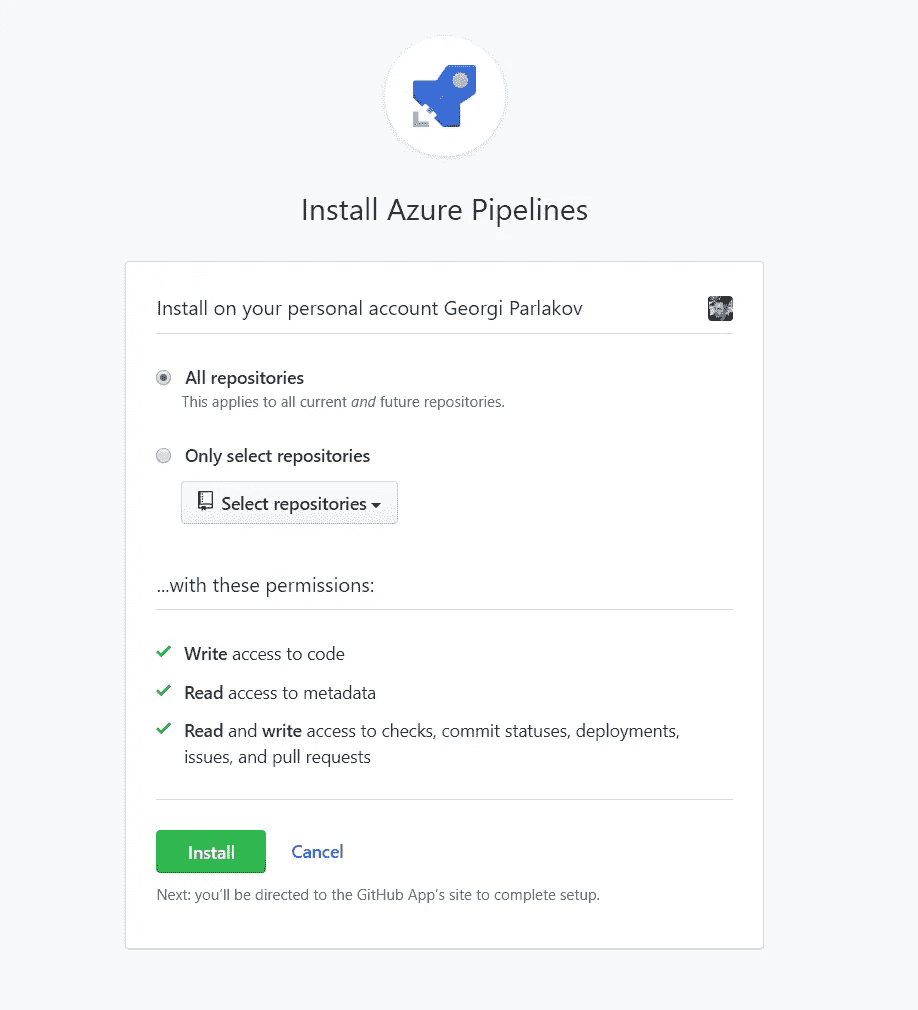 Install Azure Pipelines
Install on your personal account Georgi Parlakov
All repositories
This applies to all current and future repositories.
Only select repositories
Select repositories
...with these permissions:
Write access to code
Read access to metadata
Read and write access to checks, commit statuses, deployments,
issues, and pull requests
Install
Cancel
Next: you'll be directed to the GitHub App's site to complete setup.